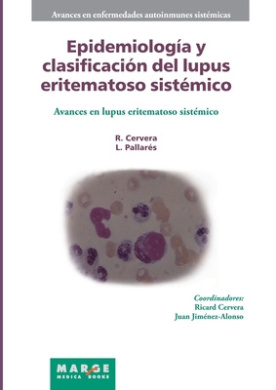 Avances en enfermedades autoinmunes sistémicas
Epidemiología y
clasificación del lupus
eritematoso sistémico
Avances en lupus eritematoso sistémico
R. Cervera
L. Pallarés
Coordinadores:
Ricard Cervera
Juan Jiménez-Alonso
MARGE
MEDICA BOOKS